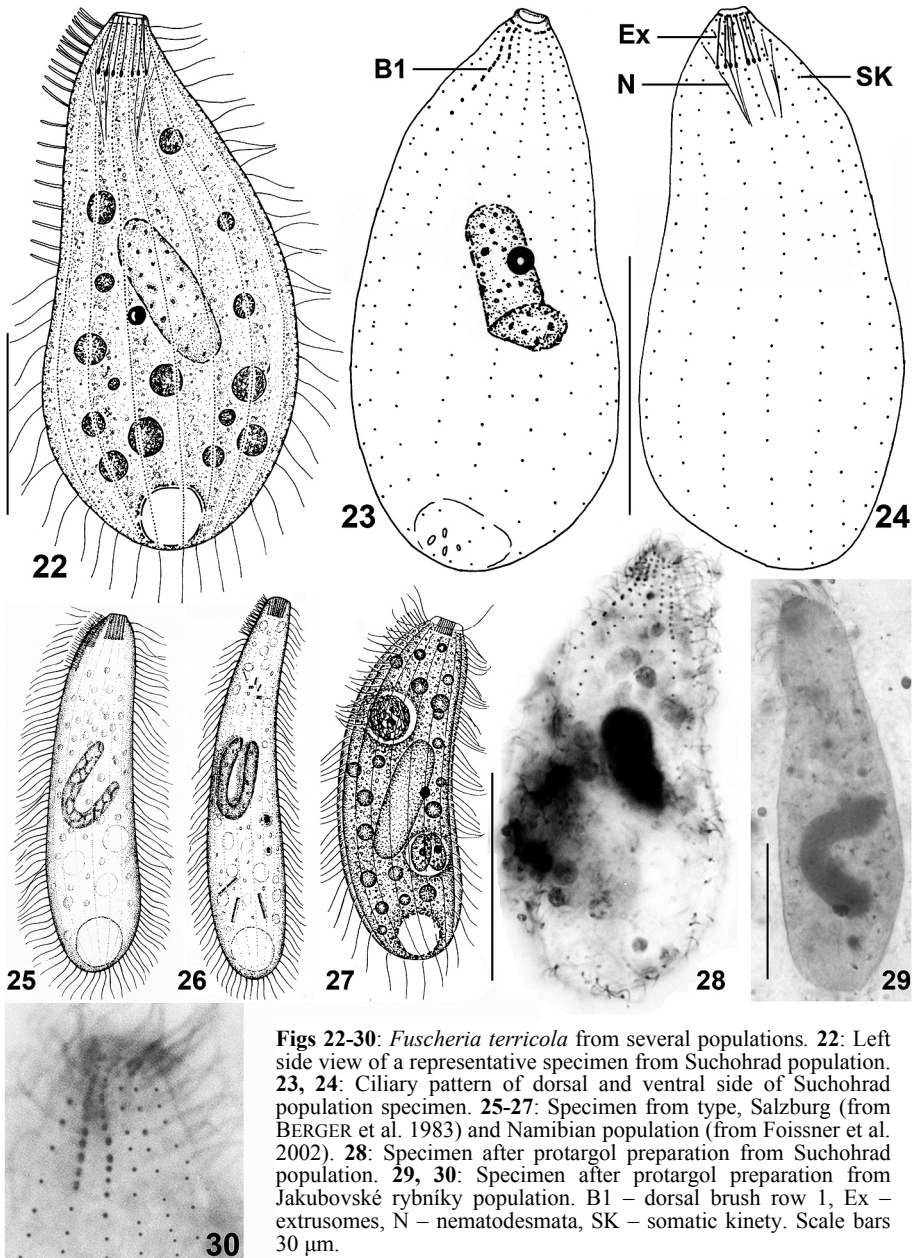 B1
Ex
N
SK
22
23
24
25
26
27
28
29
30
Figs 22-30: Fuscheria terricola from several populations. 22: Left
side view of a representative specimen from Suchohrad population.
23, 24: Ciliary pattern of dorsal and ventral side of Suchohrad
population specimen. 25-27: Specimen from type, Salzburg (from
BERGER et al. 1983) and Namibian population (from Foissner et al.
2002). 28: Specimen after protargol preparation from Suchohrad
population. 29, 30: Specimen after protargol preparation from
Jakubovské rybníky population. B1 – dorsal brush row 1, Ex –
extrusomes, N – nematodesmata, SK – somatic kinety. Scale bars
30 µm.